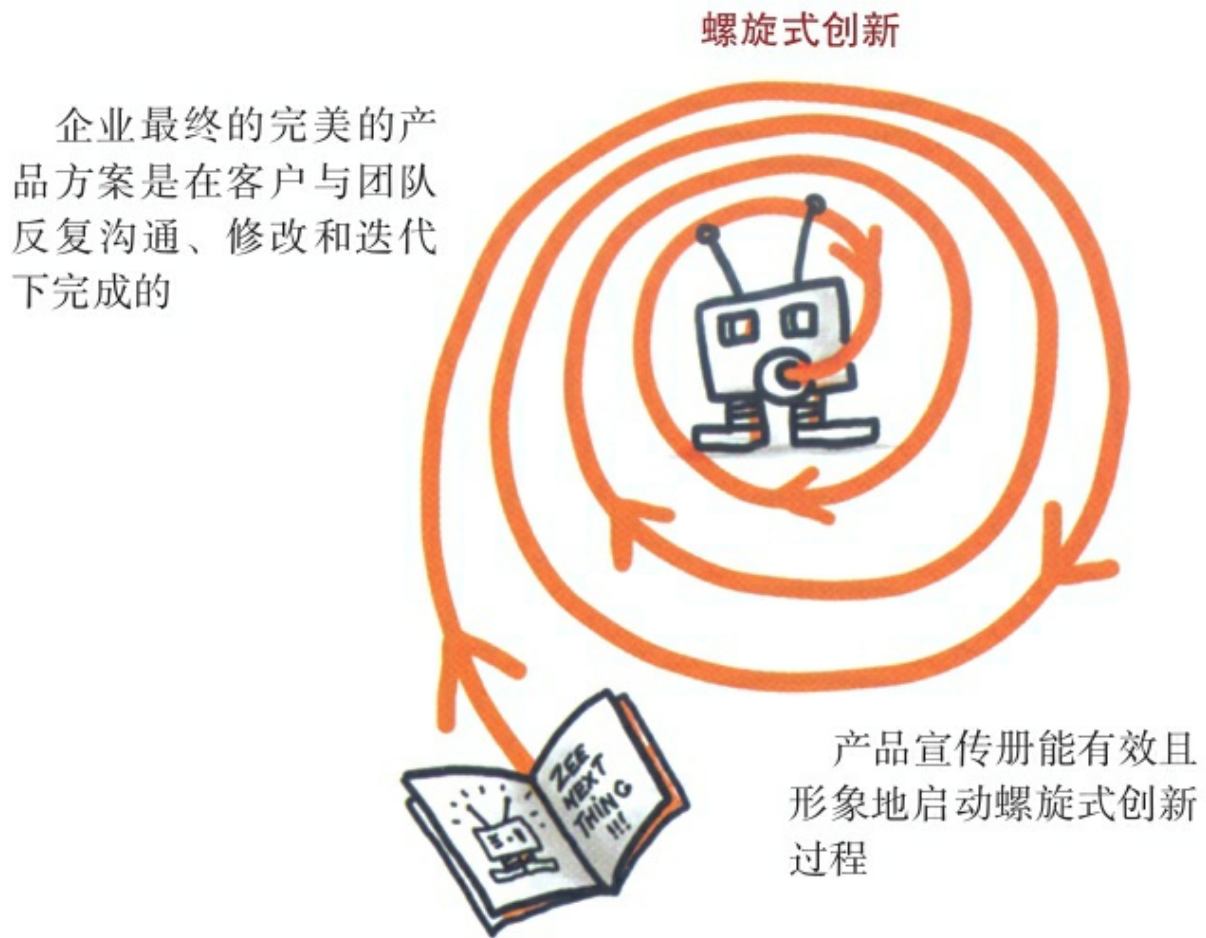 螺旋式创新
企业最终的完美的产
品方案是在客户与团队
反复沟通、修改和迭代
下完成的
ZEE
NEXT
THING
!!!
产品宣传册能有效且
形象地启动螺旋式创新
过程